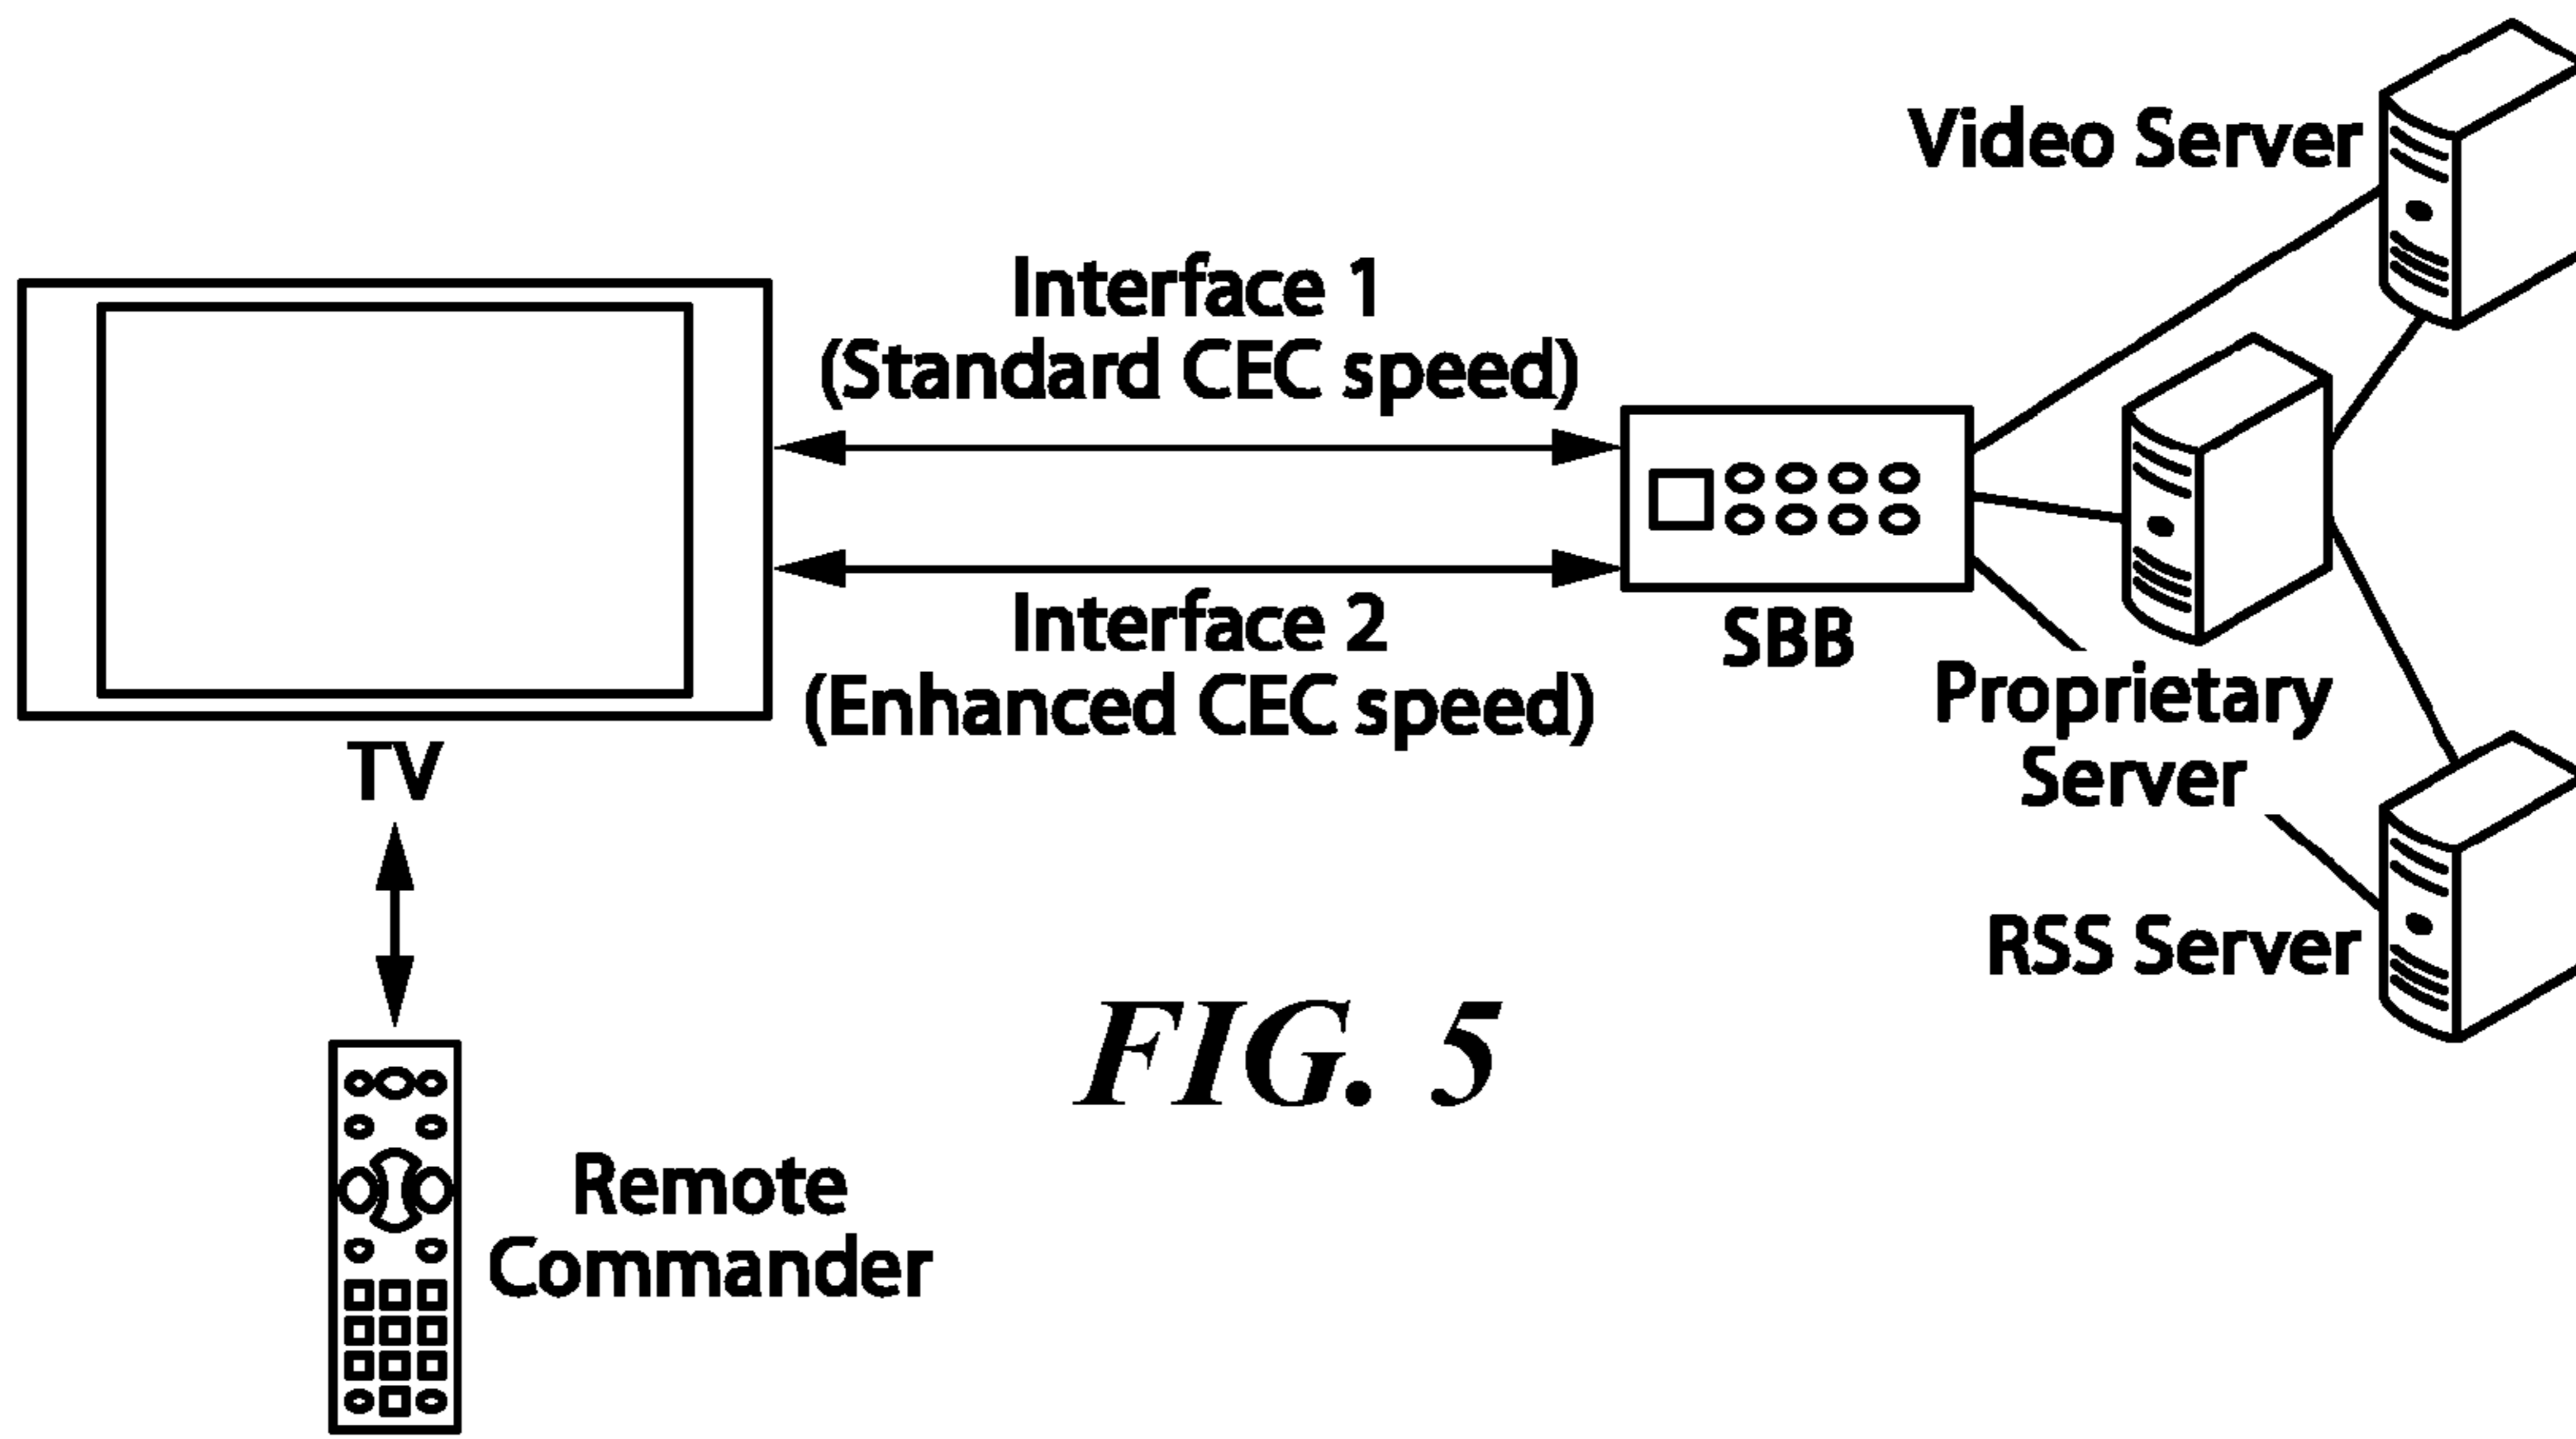 Video Server
Interface 1
(Standard CEC speed)
Interface 2
(Enhanced CEC speed)
SBB
Proprietary
Server
TV
RSS Server
FIG. 5
Remote
Commander